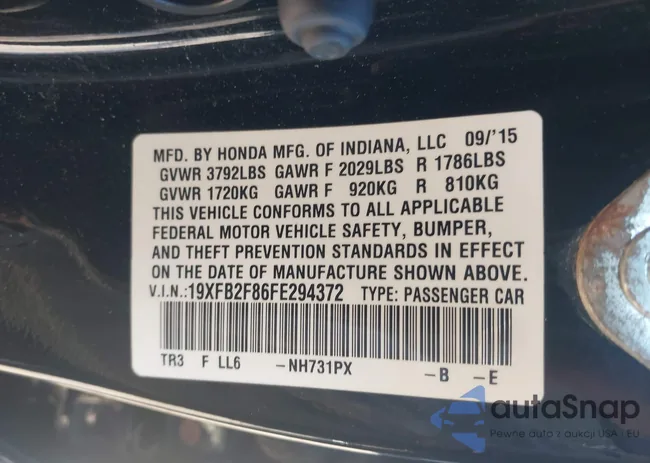 MFD. BY HONDA MFG. OF INDIANA, LLC 09/'15
GVWR 3792LBS GAWR F 2029LBS R 1786LBS
GVWR 1720KG GAWR F 920KG R 810KG
THIS VEHICLE CONFORMS TO ALL APPLICABLE
FEDERAL MOTOR VEHICLE SAFETY, BUMPER,
AND THEFT PREVENTION STANDARDS IN EFFECT
ON THE DATE OF MANUFACTURE SHOWN ABOVE.
V.I.N.:19XFB2F86FE294372 TYPE: PASSENGER CAR
TR3 F LL6 -NH731PX -B -E
autaSnap
Pewne auto z aukcji USA i EU